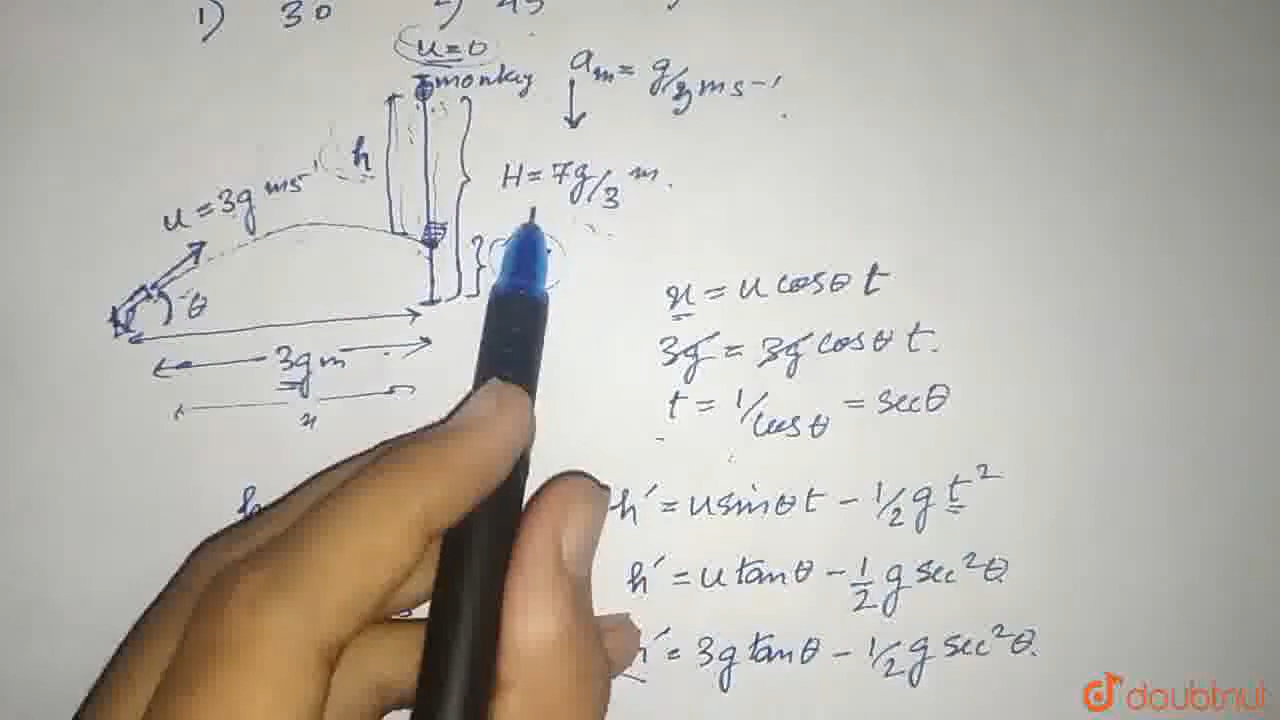 1) 30
u=0
monkey
a_m = g/3 ms⁻¹
h
H = 7g/3 m.
u = 3g ms⁻¹
θ
3g m
x
x = u cosθ t
3g = 3g cosθ t.
t = 1/cosθ = secθ
h′ = u sinθ t − 1/2 g t²
h′ = u tanθ − 1/2 g sec²θ.
h′ = 3g tanθ − 1/2 g sec²θ.
doubtnut